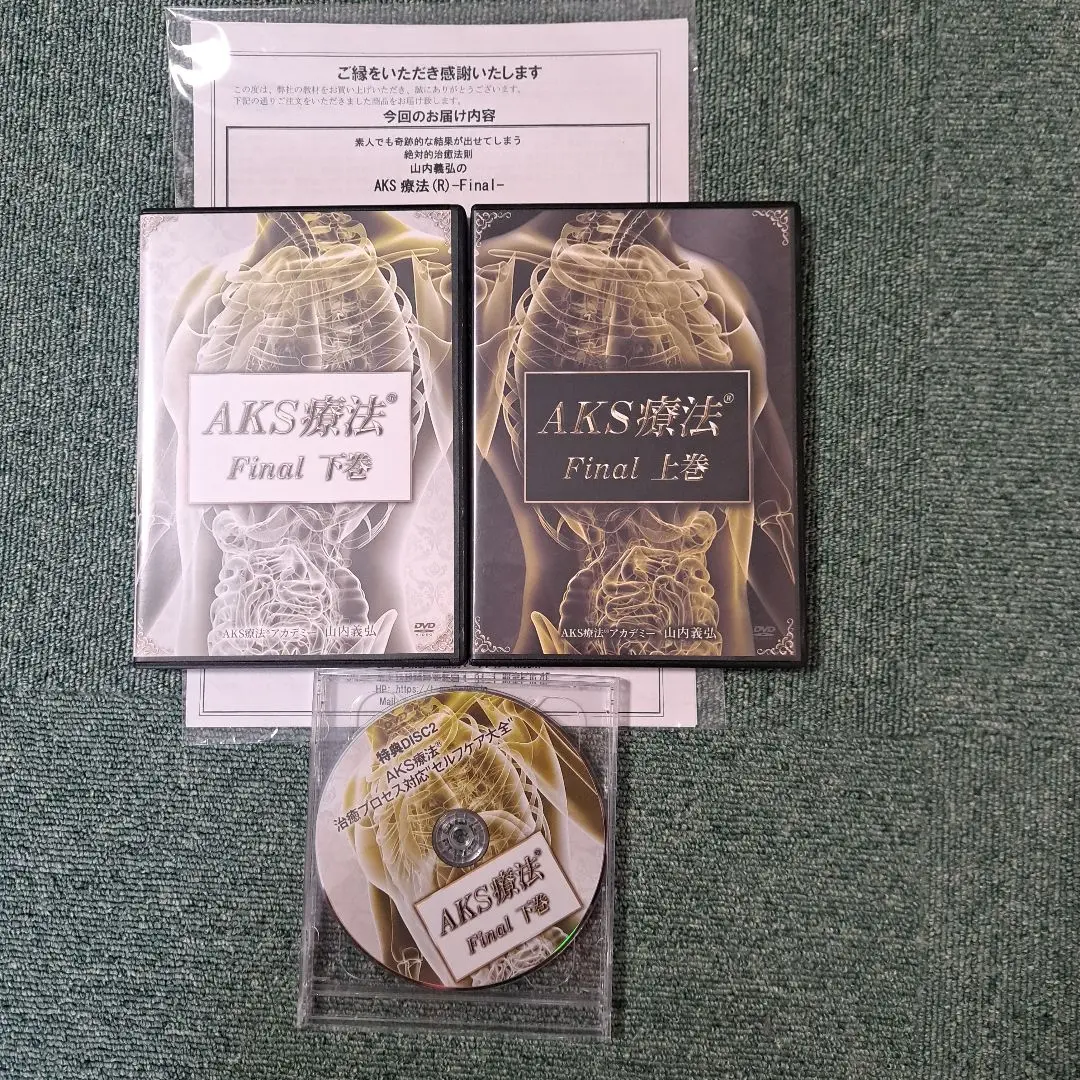 ご縁をいただき感謝いたします
この度は、弊社の教材をお買い上げいただき、誠にありがとうございます。
下記の通りご注文をいただきました商品をお届け致します。
今回のお届け内容
素人でも奇跡的な結果が出せてしまう
絶対的治癒法則
山内義弘の
AKS 療法(R)-Final-
AKS療法®
Final 下巻
AKS療法®アカデミー 山内義弘
DVD
VIDEO
AKS療法®
Final 上巻
AKS療法®アカデミー 山内義弘
DVD
HP: https://
Mail:
特典DISC2
AKS療法®
治癒プロセス対応"セルフケア大全"
AKS療法®
Final 下巻